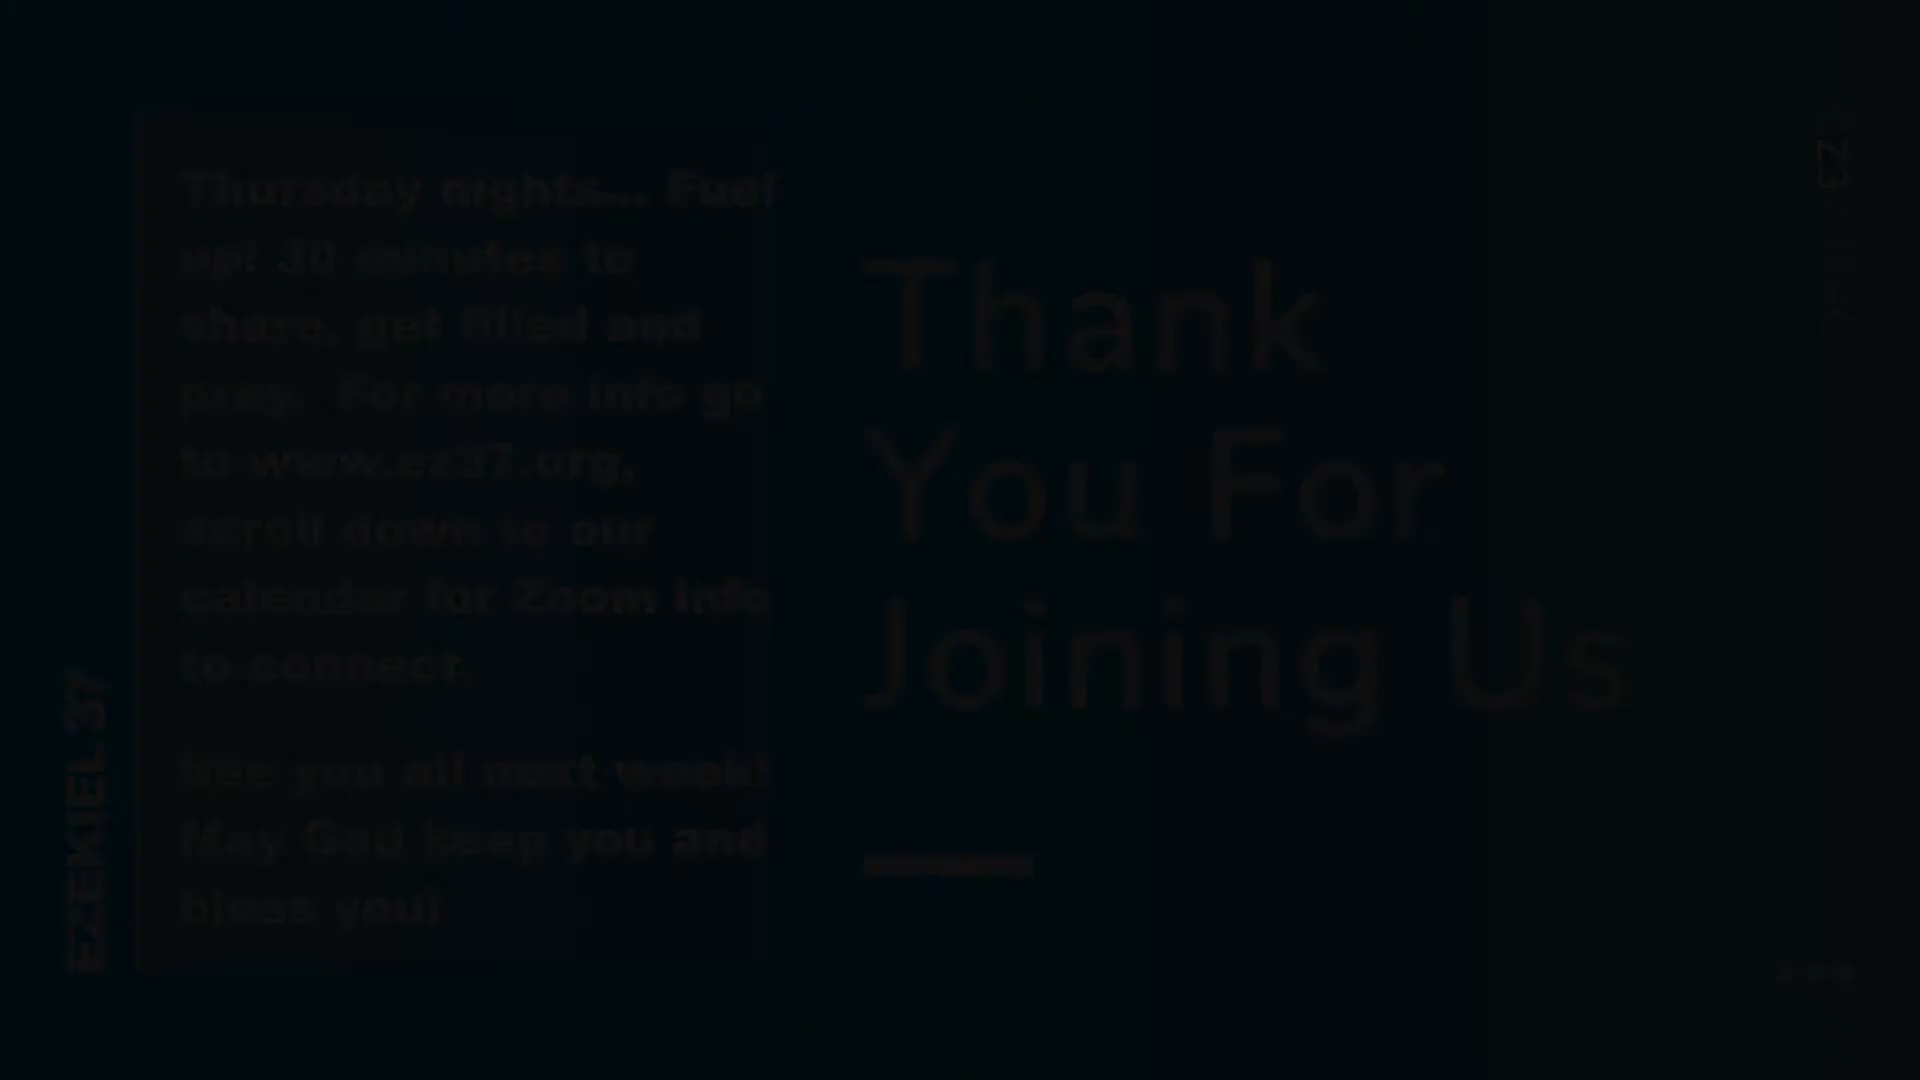 EZEKIEL 37
Thursday nights... Fuel
up! 30 minutes to
share, get filled and
pray. For more info go
to www.ez37.org,
scroll down to our
calendar for Zoom info
to connect.
See you all next week!
May God keep you and
bless you!
Thank
You For
Joining Us